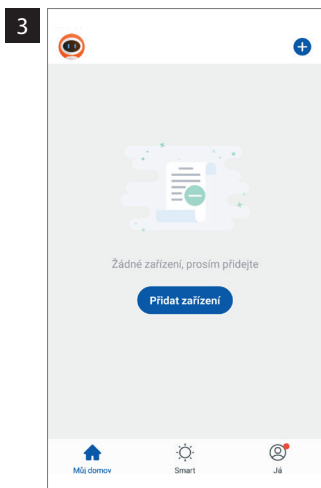 3
Žádné zařízení, prosím přidejte
Přidat zařízení
Můj domov
Smart
Já